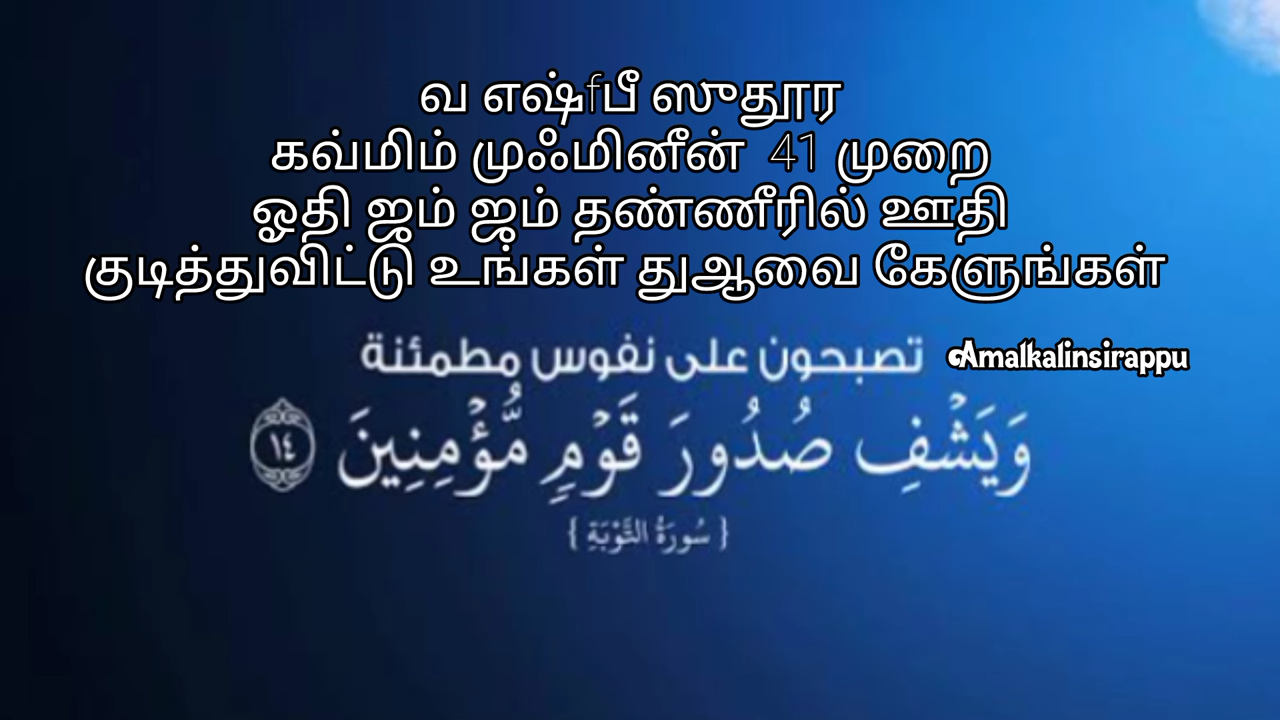 வ எஷ்fபீ ஸுதூர
கவ்மிம் முஃமினீன் 41 முறை
ஓதி ஜம் ஜம் தண்ணீரில் ஊதி
குடித்துவிட்டு உங்கள் துஆவை கேளுங்கள்
تصبحون على نفوس مطمئنة
Amalkalinsirappu
وَيَشْفِ صُدُورَ قَوْمٍ مُّؤْمِنِينَ ١٤
{ سُورَةُ التَّوْبَةِ }